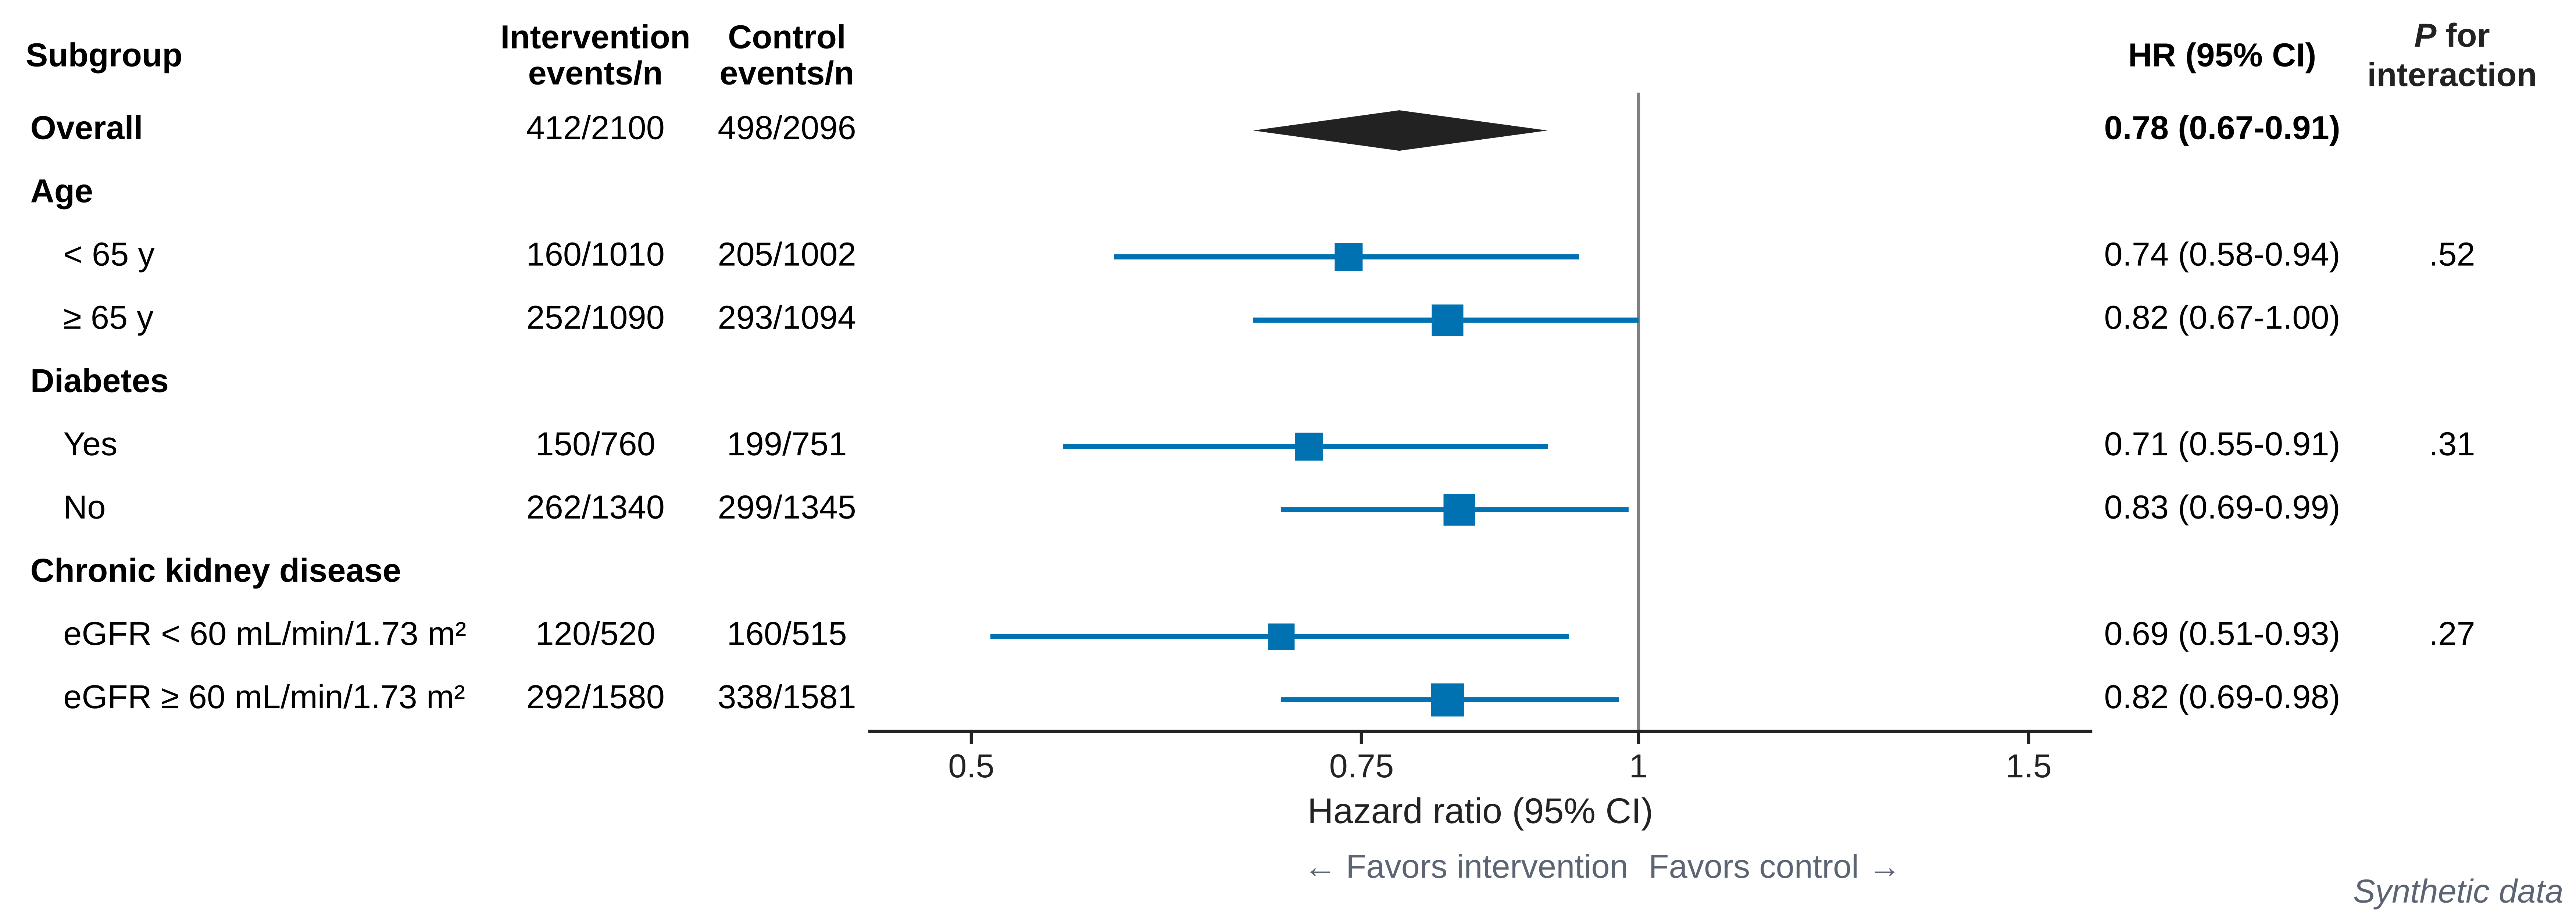 Subgroup Intervention events/n Control events/n HR (95% CI) P for interaction
Overall 412/2100 498/2096 0.78 (0.67-0.91)
Age
< 65 y 160/1010 205/1002 0.74 (0.58-0.94) .52
≥ 65 y 252/1090 293/1094 0.82 (0.67-1.00)
Diabetes
Yes 150/760 199/751 0.71 (0.55-0.91) .31
No 262/1340 299/1345 0.83 (0.69-0.99)
Chronic kidney disease
eGFR < 60 mL/min/1.73 m² 120/520 160/515 0.69 (0.51-0.93) .27
eGFR ≥ 60 mL/min/1.73 m² 292/1580 338/1581 0.82 (0.69-0.98)
0.5 0.75 1 1.5
Hazard ratio (95% CI)
← Favors intervention Favors control →
Synthetic data